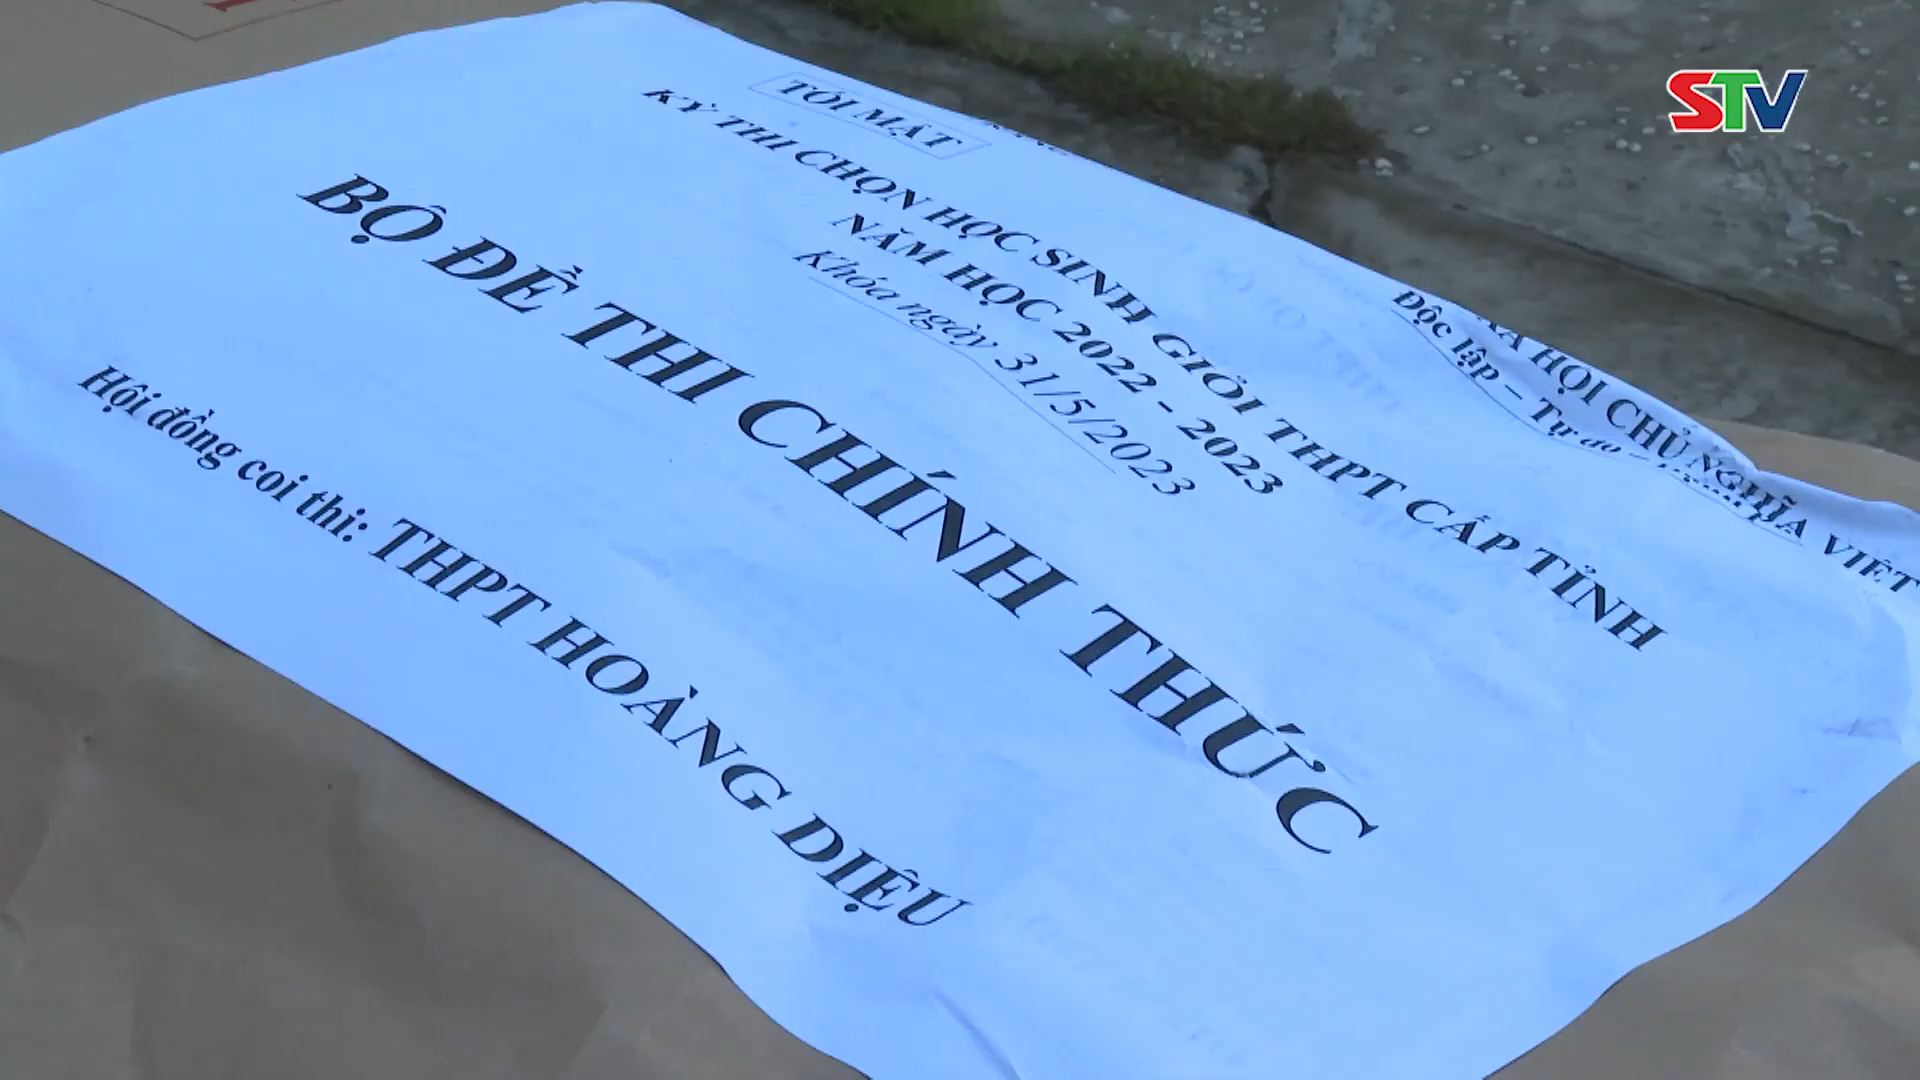 STV
XÃ HỘI CHỦ NGHĨA VIỆT
Độc lập – Tự do
TỐI MẬT
KỲ THI CHỌN HỌC SINH GIỎI THPT CẤP TỈNH
NĂM HỌC 2022 - 2023
Khóa ngày 31/5/2023
BỘ ĐỀ THI CHÍNH THỨC
Hội đồng coi thi: THPT HOÀNG DIỆU